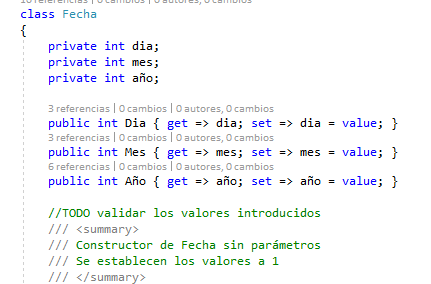 10 referencias | 0 cambios | 0 autores, 0 cambios
class Fecha
{
private int dia;
private int mes;
private int año;
3 referencias | 0 cambios | 0 autores, 0 cambios
public int Dia { get => dia; set => dia = value; }
3 referencias | 0 cambios | 0 autores, 0 cambios
public int Mes { get => mes; set => mes = value; }
6 referencias | 0 cambios | 0 autores, 0 cambios
public int Año { get => año; set => año = value; }
//TODO validar los valores introducidos
/// <summary>
/// Constructor de Fecha sin parámetros
/// Se establecen los valores a 1
/// </summary>